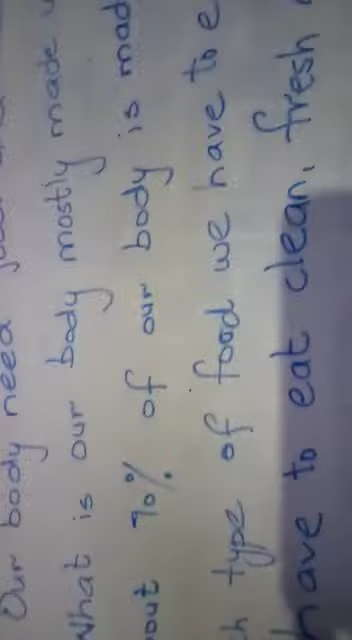 Our body need
What is our body mostly made
out 90% of our body is mad
h type of food we have to e
have to eat clean, fresh